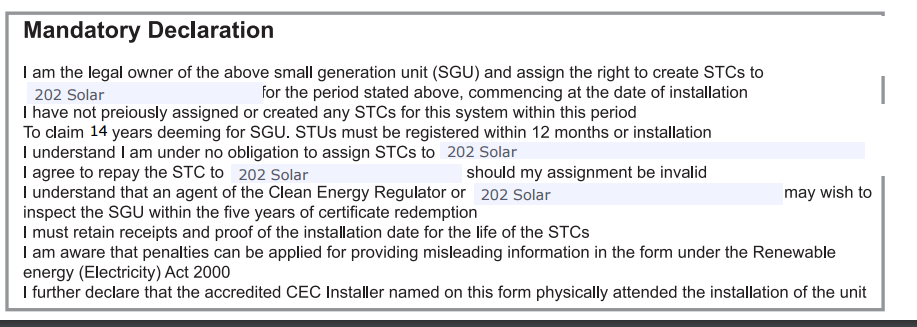 Mandatory Declaration
I am the legal owner of the above small generation unit (SGU) and assign the right to create STCs to
202 Solar for the period stated above, commencing at the date of installation
I have not preiously assigned or created any STCs for this system within this period
To claim 14 years deeming for SGU. STUs must be registered within 12 months or installation
I understand I am under no obligation to assign STCs to 202 Solar
I agree to repay the STC to 202 Solar should my assignment be invalid
I understand that an agent of the Clean Energy Regulator or 202 Solar may wish to
inspect the SGU within the five years of certificate redemption
I must retain receipts and proof of the installation date for the life of the STCs
I am aware that penalties can be applied for providing misleading information in the form under the Renewable
energy (Electricity) Act 2000
I further declare that the accredited CEC Installer named on this form physically attended the installation of the unit